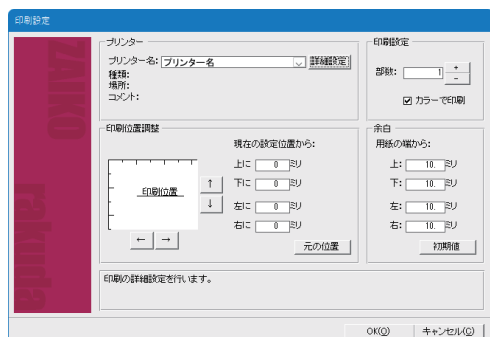 印刷設定
ZAIKO
rakuda
プリンター
プリンター名: プリンター名 詳細設定
種類:
場所:
コメント:
印刷設定
部数: 1 + -
カラーで印刷
印刷位置調整
印刷位置
↑
↓
← →
現在の設定位置から:
上に 0 ミリ
下に 0 ミリ
左に 0 ミリ
右に 0 ミリ
元の位置
余白
用紙の端から:
上: 10. ミリ
下: 10. ミリ
左: 10. ミリ
右: 10. ミリ
初期値
印刷の詳細設定を行います。
OK(O) キャンセル(C)